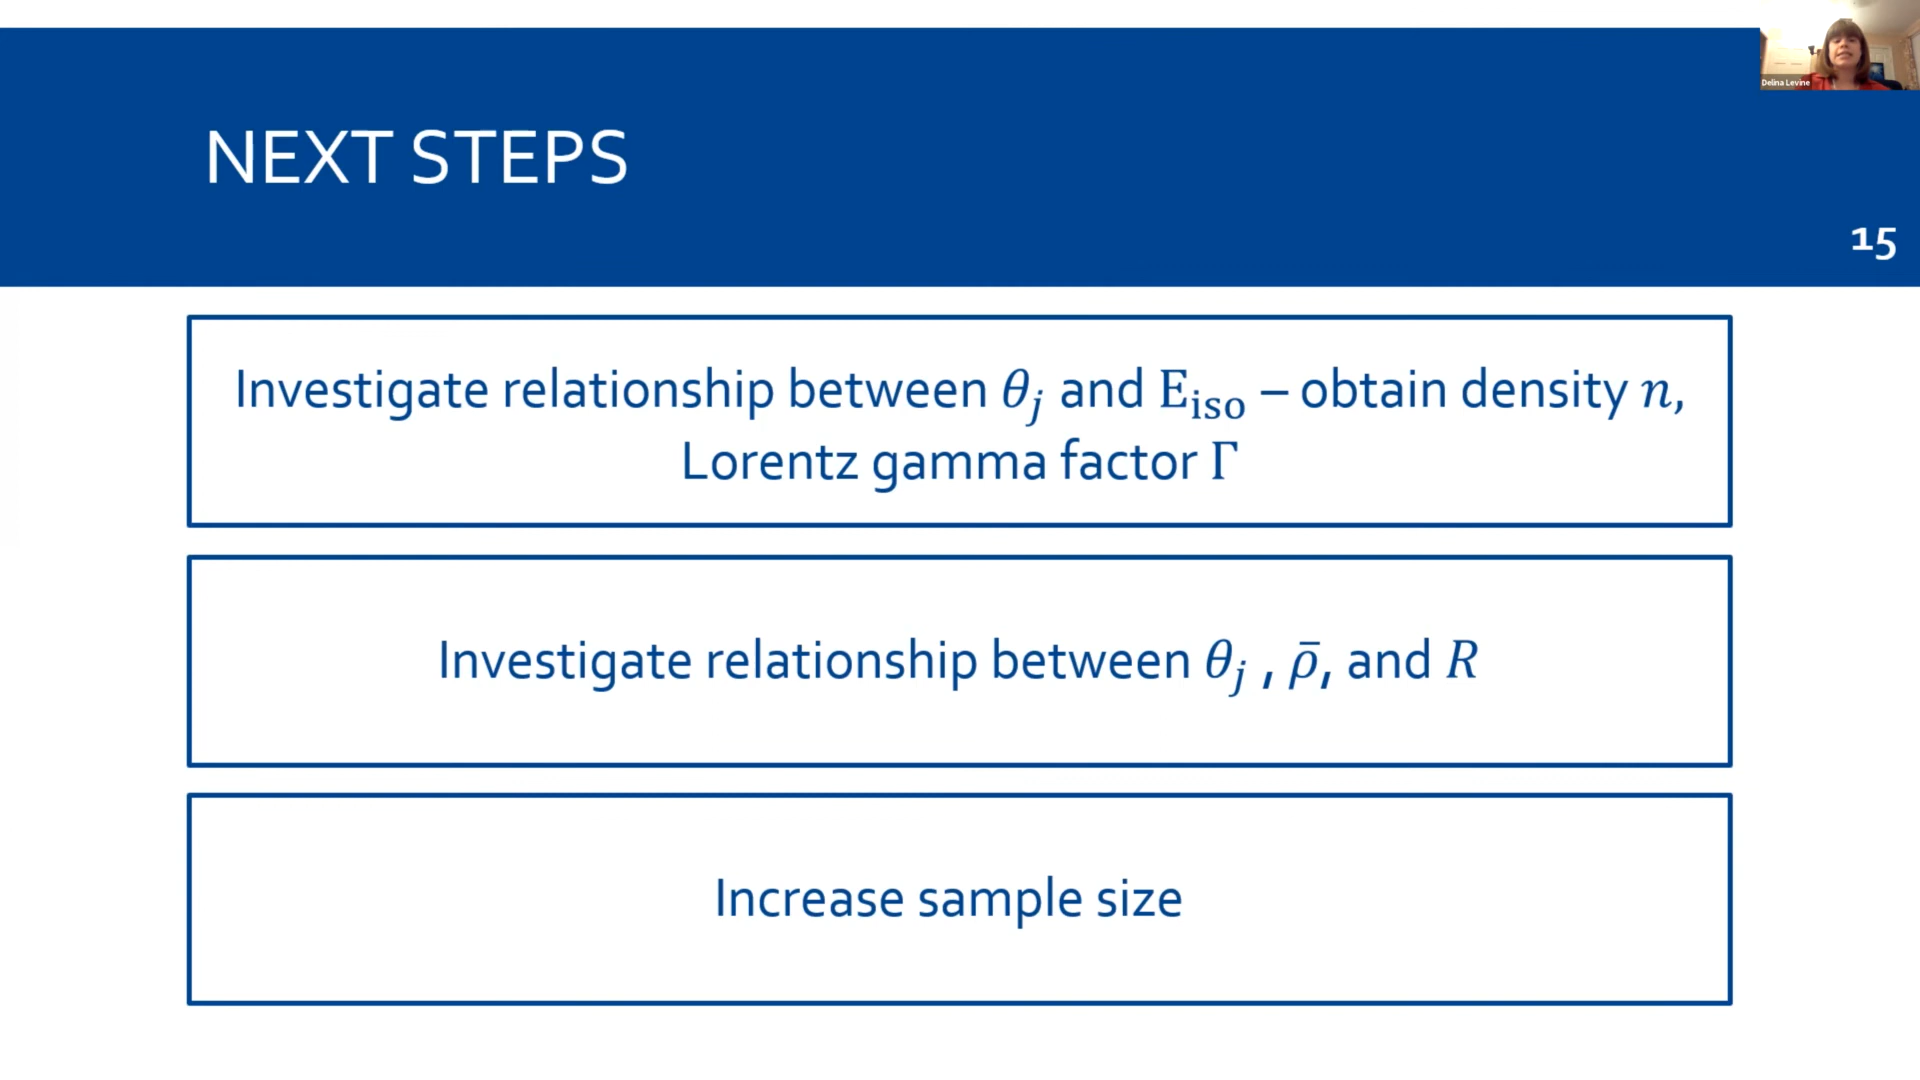 Delina Levine
NEXT STEPS
15
Investigate relationship between θⱼ and E_iso – obtain density n,
Lorentz gamma factor Γ
Investigate relationship between θⱼ , ρ̄, and R
Increase sample size